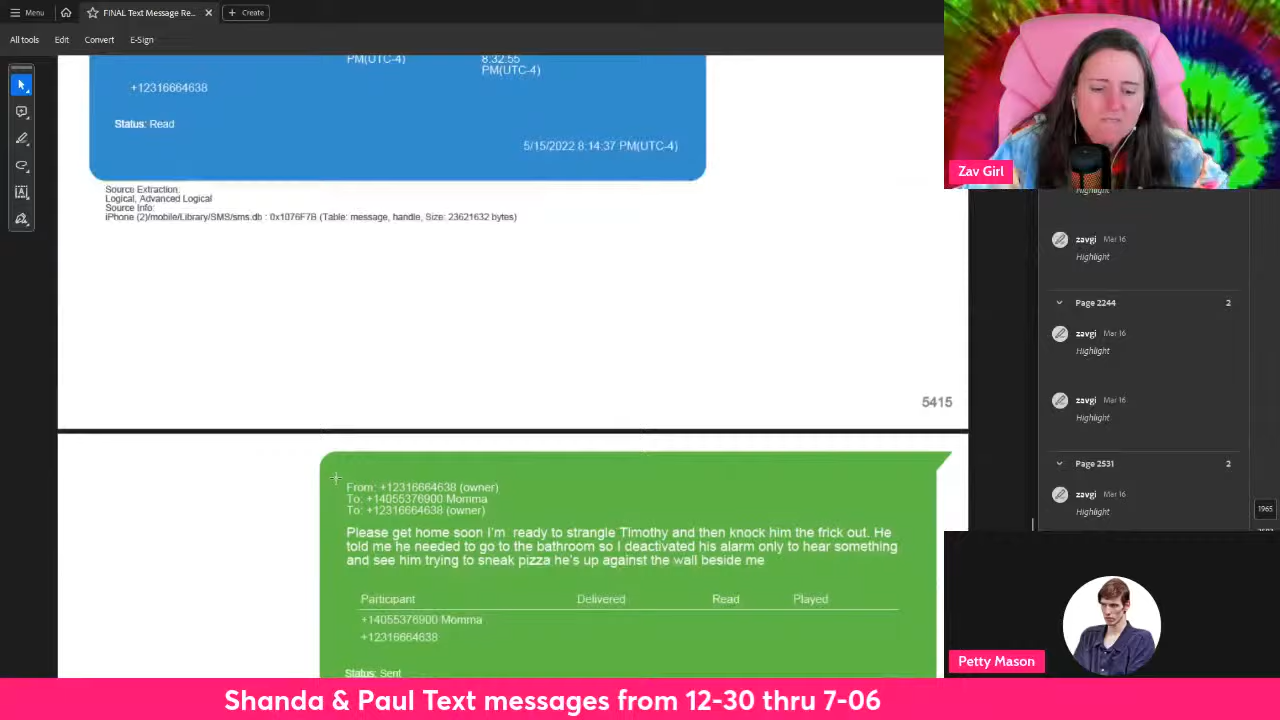 Menu
FINAL Text Message Re...
Create
All tools
Edit
Convert
E-Sign
PM(UTC-4)
8:32:55
PM(UTC-4)
+12316664638
Status: Read
5/15/2022 8:14:37 PM(UTC-4)
Source Extraction:
Logical, Advanced Logical
Source Info:
iPhone (2)/mobile/Library/SMS/sms.db : 0x1076F7B (Table: message, handle, Size: 23621632 bytes)
5415
From: +12316664638 (owner)
To: +14055376900 Momma
To: +12316664638 (owner)
Please get home soon I'm ready to strangle Timothy and then knock him the frick out. He
told me he needed to go to the bathroom so I deactivated his alarm only to hear something
and see him trying to sneak pizza he's up against the wall beside me
Participant Delivered Read Played
+14055376900 Momma
+12316664638
Status: Sent
Zav Girl
Highlight
zavgi Mar 16
Highlight
Page 2244 2
zavgi Mar 16
Highlight
zavgi Mar 16
Highlight
Page 2531 2
zavgi Mar 16
Highlight
1965
Petty Mason
Shanda & Paul Text messages from 12-30 thru 7-06